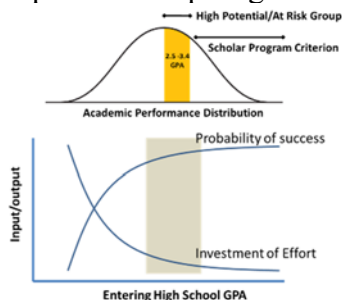 High Potential/At Risk Group
Scholar Program Criterion
2.5 -3.4
GPA
Academic Performance Distribution
Probability of success
Input/output
Investment of Effort
Entering High School GPA